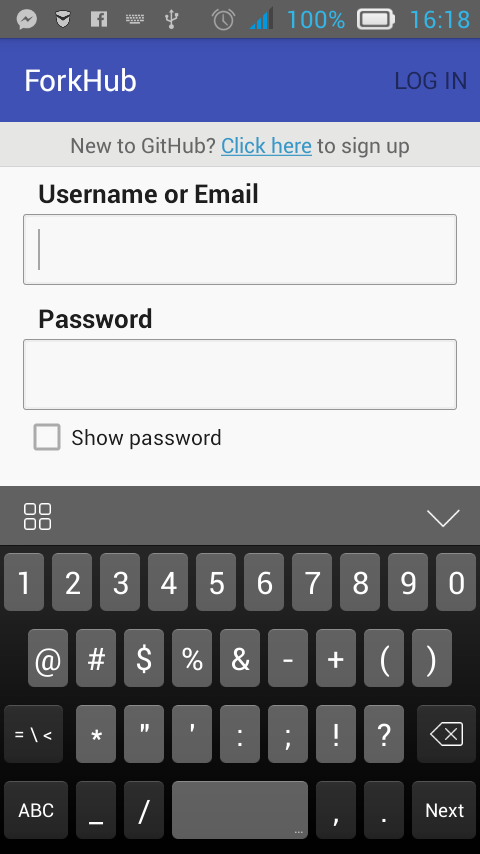 100% 16:18
ForkHub LOG IN
New to GitHub? Click here to sign up
Username or Email
Password
Show password
1 2 3 4 5 6 7 8 9 0
@ # $ % & - + ( )
= \ < * " ' : ; ! ?
ABC _ / ... , . Next